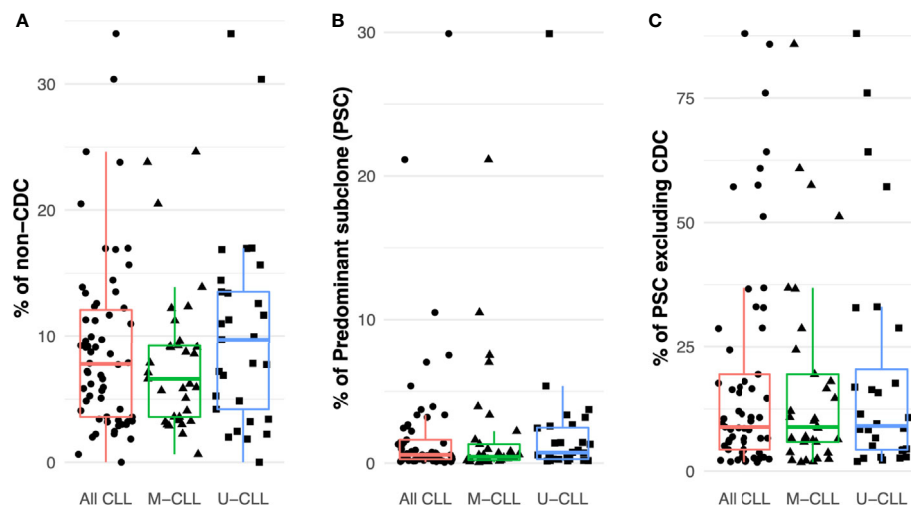 A
% of non−CDC
30
20
10
0
All CLL M−CLL U−CLL
B
% of Predominant subclone (PSC)
30
20
10
0
All CLL M−CLL U−CLL
C
% of PSC excluding CDC
75
50
25
0
All CLL M−CLL U−CLL